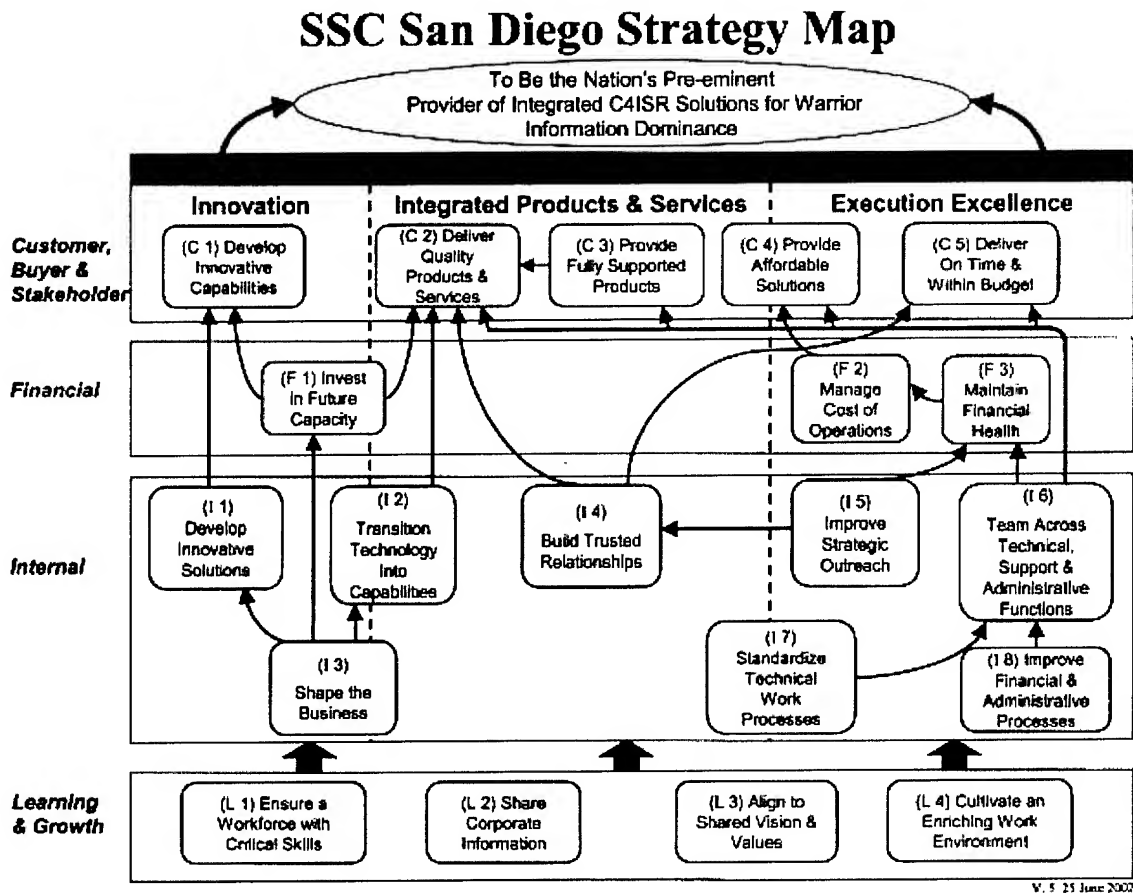 SSC San Diego Strategy Map
To Be the Nation's Pre-eminent
Provider of Integrated C4ISR Solutions for Warrior
Information Dominance
Innovation
Integrated Products & Services
Execution Excellence
Customer,
Buyer &
Stakeholder
(C 1) Develop
Innovative
Capabilities
(C 2) Deliver
Quality
Products &
Services
(C 3) Provide
Fully Supported
Products
(C 4) Provide
Affordable
Solutions
(C 5) Deliver
On Time &
Within Budget
Financial
(F 1) Invest
in Future
Capacity
(F 2)
Manage
Cost of
Operations
(F 3)
Maintain
Financial
Health
Internal
(I 1)
Develop
Innovative
Solutions
(I 2)
Transition
Technology
Into
Capabilities
(I 4)
Build Trusted
Relationships
(I 5)
Improve
Strategic
Outreach
(I 6)
Team Across
Technical,
Support &
Administrative
Functions
(I 3)
Shape the
Business
(I 7)
Standardize
Technical
Work
Processes
(I 8) Improve
Financial &
Administrative
Processes
Learning
& Growth
(L 1) Ensure a
Workforce with
Critical Skills
(L 2) Share
Corporate
Information
(L 3) Align to
Shared Vision &
Values
(L 4) Cultivate an
Enriching Work
Environment
V. 5 25 June